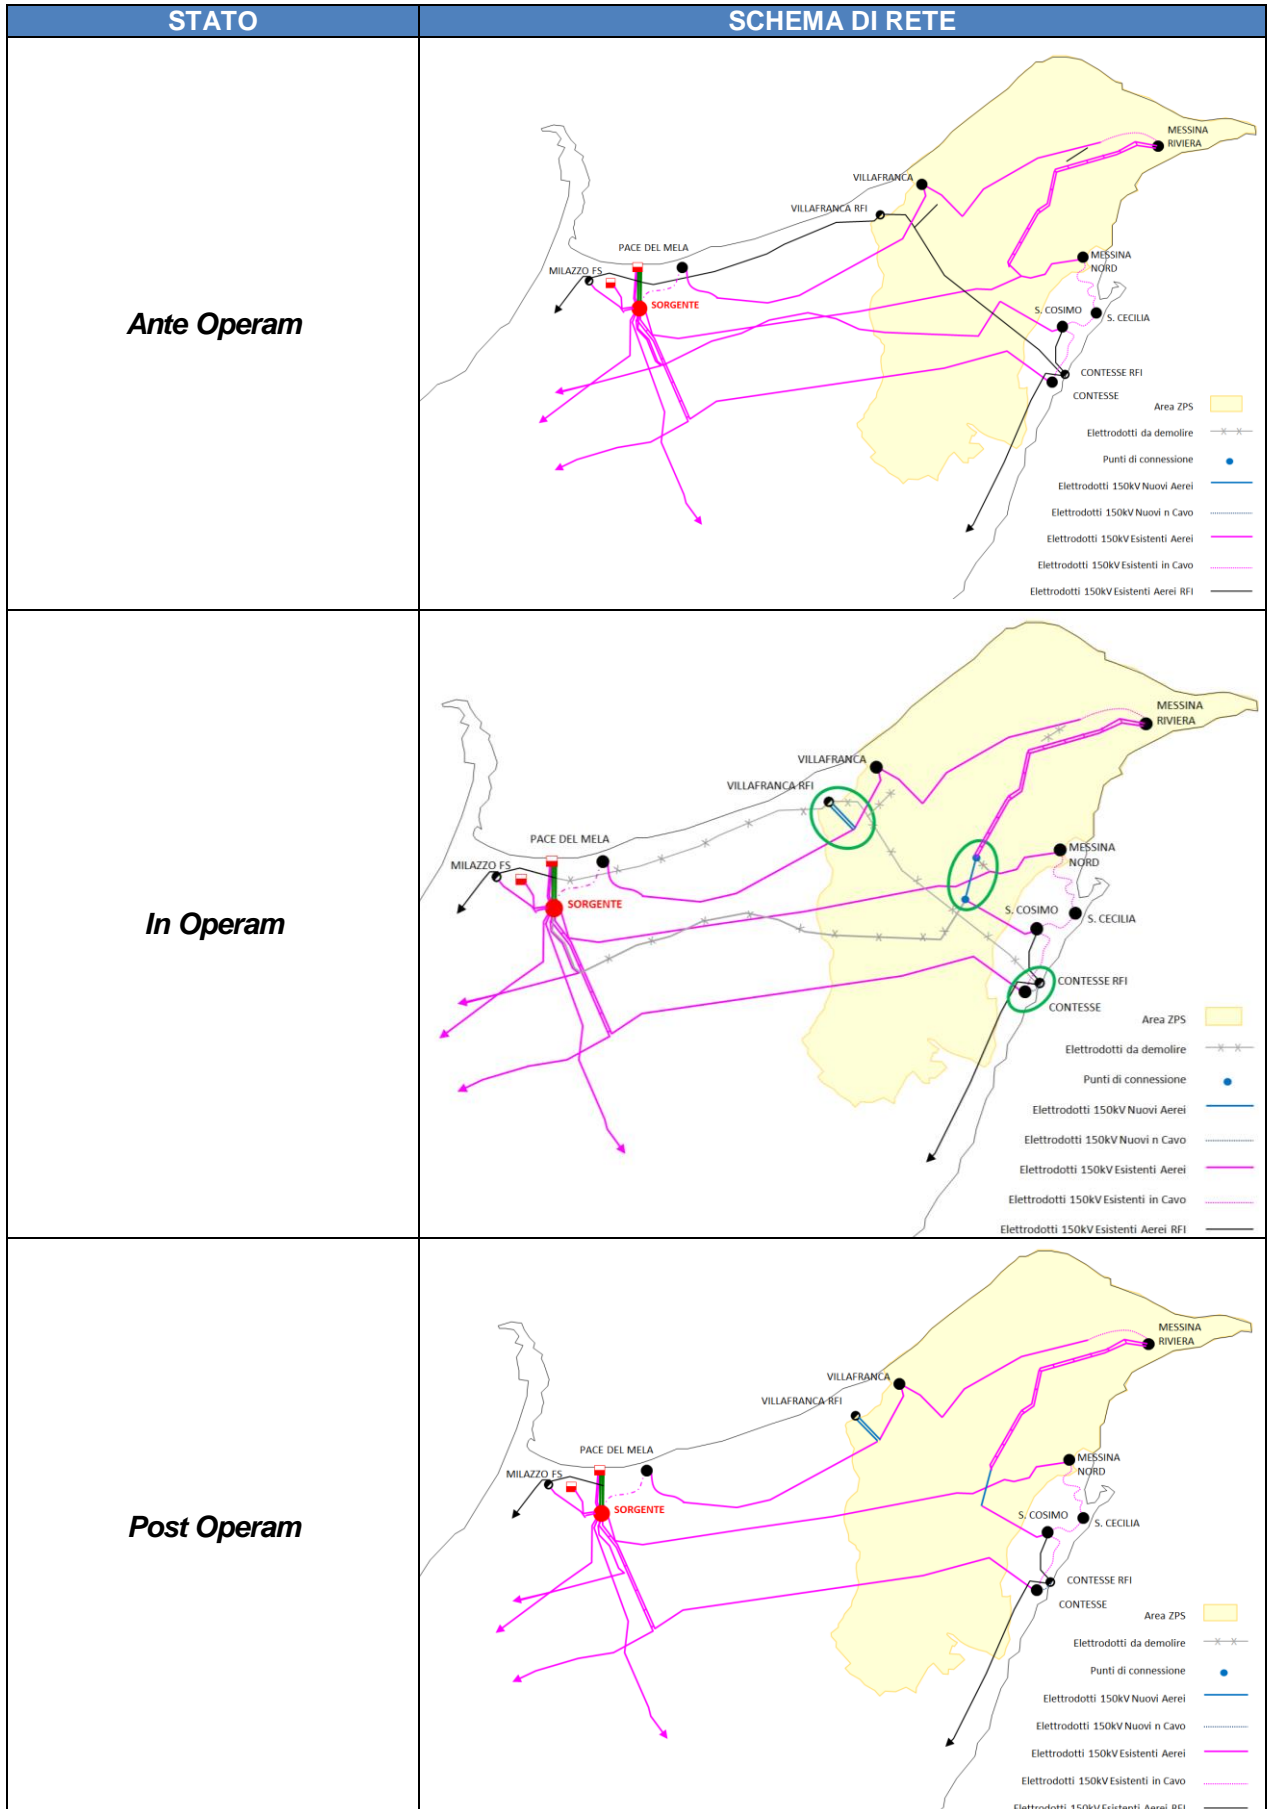 STATO
SCHEMA DI RETE
Ante Operam
MESSINA
RIVIERA
VILLAFRANCA
VILLAFRANCA RFI
PACE DEL MELA
MILAZZO FS
SORGENTE
MESSINA
NORD
S. COSIMO
S. CECILIA
CONTESSE RFI
CONTESSE
Area ZPS
Elettrodotti da demolire
Punti di connessione
Elettrodotti 150kV Nuovi Aerei
Elettrodotti 150kV Nuovi n Cavo
Elettrodotti 150kV Esistenti Aerei
Elettrodotti 150kV Esistenti in Cavo
Elettrodotti 150kV Esistenti Aerei RFI
In Operam
MESSINA
RIVIERA
VILLAFRANCA
VILLAFRANCA RFI
PACE DEL MELA
MILAZZO FS
SORGENTE
MESSINA
NORD
S. COSIMO
S. CECILIA
CONTESSE RFI
CONTESSE
Area ZPS
Elettrodotti da demolire
Punti di connessione
Elettrodotti 150kV Nuovi Aerei
Elettrodotti 150kV Nuovi n Cavo
Elettrodotti 150kV Esistenti Aerei
Elettrodotti 150kV Esistenti in Cavo
Elettrodotti 150kV Esistenti Aerei RFI
Post Operam
MESSINA
RIVIERA
VILLAFRANCA
VILLAFRANCA RFI
PACE DEL MELA
MILAZZO FS
SORGENTE
MESSINA
NORD
S. COSIMO
S. CECILIA
CONTESSE RFI
CONTESSE
Area ZPS
Elettrodotti da demolire
Punti di connessione
Elettrodotti 150kV Nuovi Aerei
Elettrodotti 150kV Nuovi n Cavo
Elettrodotti 150kV Esistenti Aerei
Elettrodotti 150kV Esistenti in Cavo
Elettrodotti 150kV Esistenti Aerei RFI